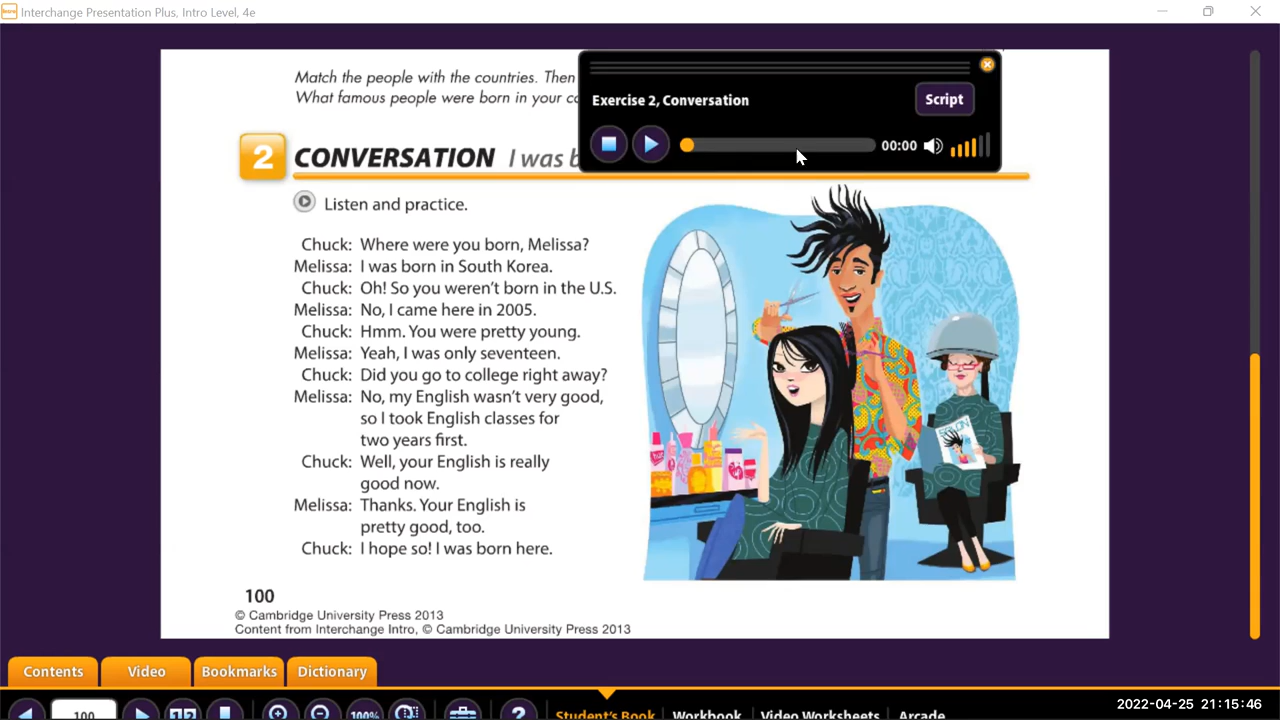 Interchange Presentation Plus, Intro Level, 4e
Match the people with the countries. Then
What famous people were born in your
Exercise 2, Conversation
Script
00:00
2 CONVERSATION I was
Listen and practice.
Chuck: Where were you born, Melissa?
Melissa: I was born in South Korea.
Chuck: Oh! So you weren't born in the U.S.
Melissa: No, I came here in 2005.
Chuck: Hmm. You were pretty young.
Melissa: Yeah, I was only seventeen.
Chuck: Did you go to college right away?
Melissa: No, my English wasn't very good,
so I took English classes for
two years first.
Chuck: Well, your English is really
good now.
Melissa: Thanks. Your English is
pretty good, too.
Chuck: I hope so! I was born here.
100
© Cambridge University Press 2013
Content from Interchange Intro, © Cambridge University Press 2013
Contents Video Bookmarks Dictionary
100 100% ? Student's Book Workbook Video Worksheets Arcade
2022-04-25 21:15:46